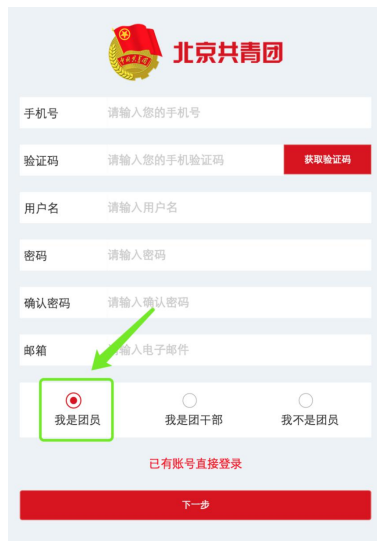 北京共青团
手机号 请输入您的手机号
验证码 请输入您的手机验证码 获取验证码
用户名 请输入用户名
密码 请输入密码
确认密码 请输入确认密码
邮箱 请输入电子邮件
我是团员 我是团干部 我不是团员
已有账号直接登录
下一步